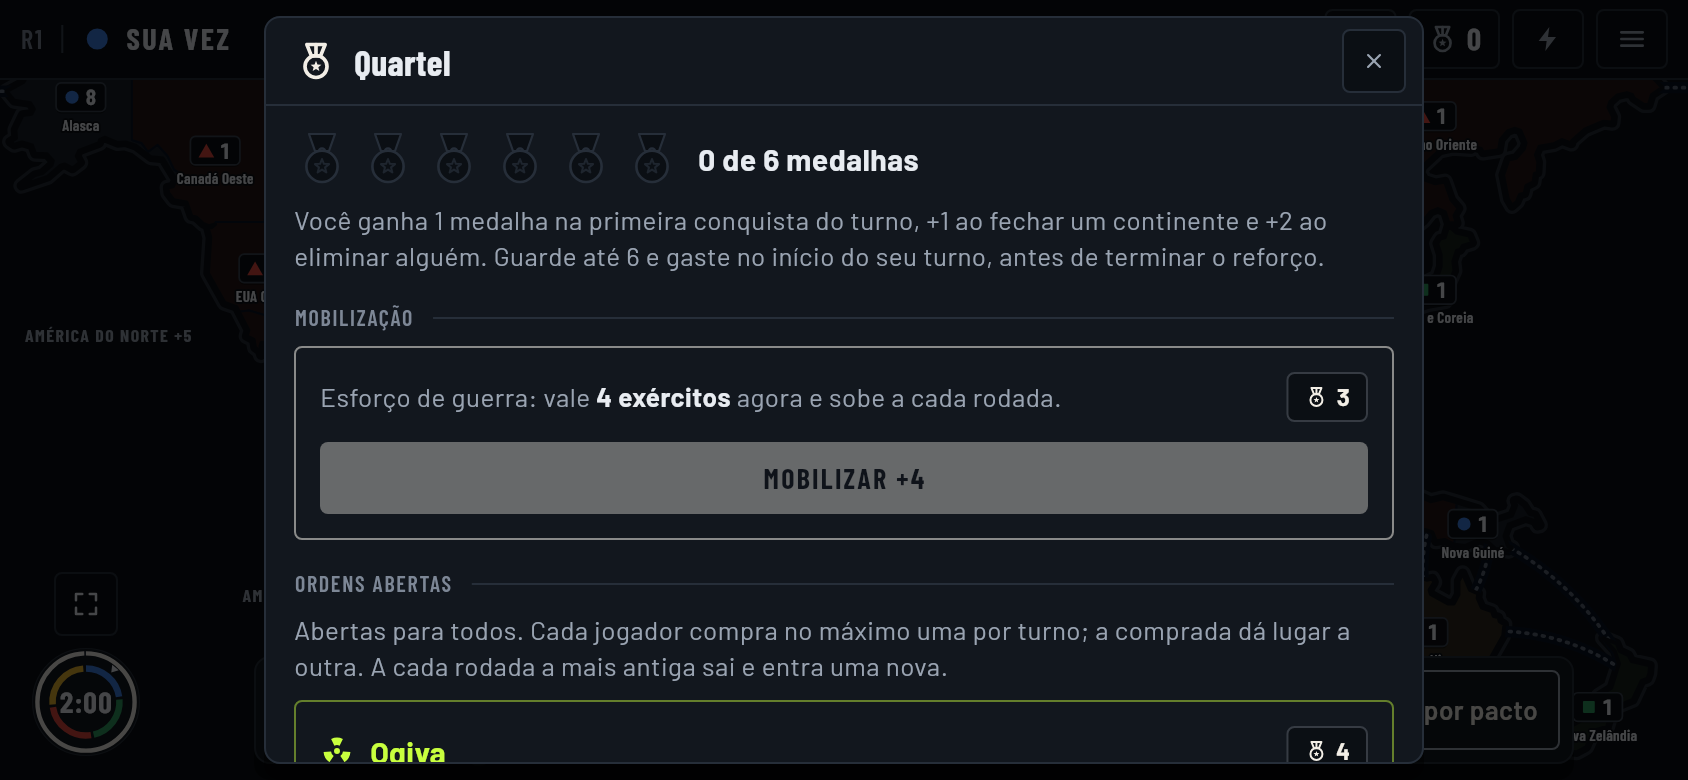 R1
SUA VEZ
Quartel
0
8
Alasca
1
Canadá Oeste
1
o Oriente
0 de 6 medalhas
Você ganha 1 medalha na primeira conquista do turno, +1 ao fechar um continente e +2 ao
eliminar alguém. Guarde até 6 e gaste no início do seu turno, antes de terminar o reforço.
EUA
1
e Coreia
AMÉRICA DO NORTE +5
MOBILIZAÇÃO
Esforço de guerra: vale 4 exércitos agora e sobe a cada rodada.
3
MOBILIZAR +4
1
Nova Guiné
ORDENS ABERTAS
AM
Abertas para todos. Cada jogador compra no máximo uma por turno; a comprada dá lugar a
outra. A cada rodada a mais antiga sai e entra uma nova.
1
2:00
Ogiva
4
por pacto
1
va Zelândia